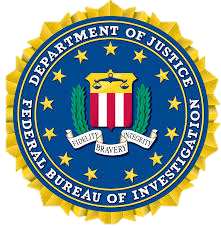 DEPARTMENT OF JUSTICE
FIDELITY BRAVERY INTEGRITY
FEDERAL BUREAU OF INVESTIGATION